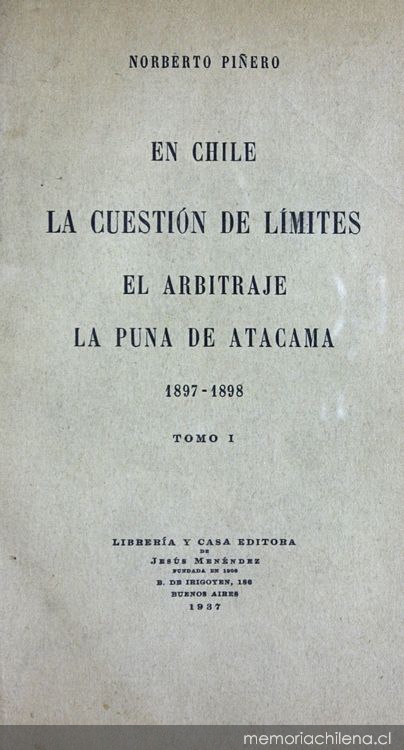 NORBERTO PIÑERO
EN CHILE
LA CUESTIÓN DE LÍMITES
EL ARBITRAJE
LA PUNA DE ATACAMA
1897-1898
TOMO I
LIBRERÍA Y CASA EDITORA
DE
JESÚS MENÉNDEZ
FUNDADA EN 1908
B. DE IRIGOYEN, 186
BUENOS AIRES
1937
memoriachilena.cl